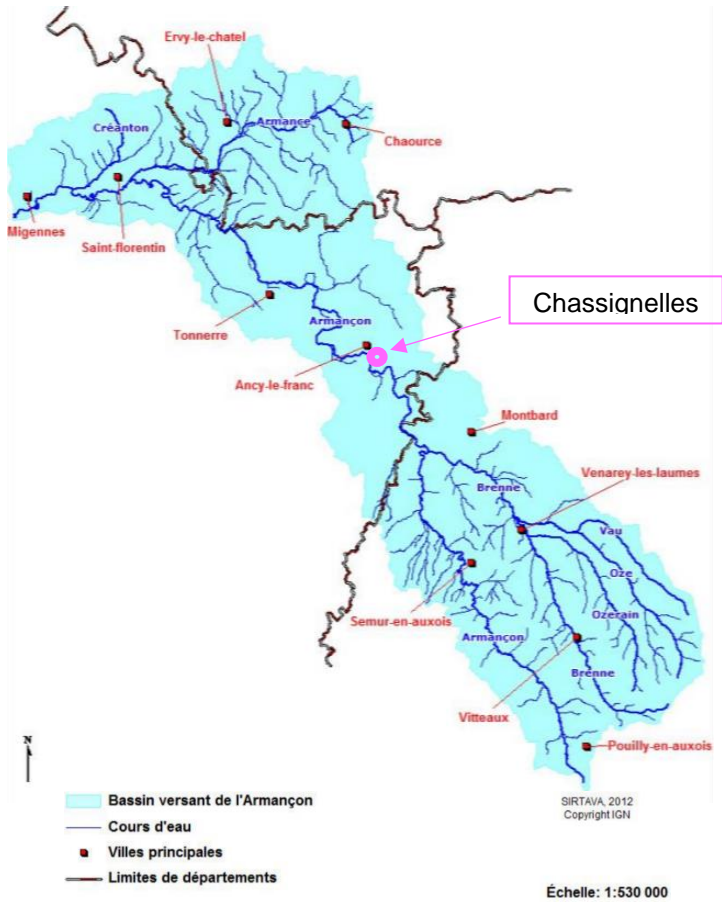 Ervy-le-chatel
Créanton
Armance
Chaource
Migennes
Saint-florentin
Chassignelles
Tonnerre
Armançon
Ancy-le-franc
Montbard
Brenne
Venarey-les-laumes
Vau
Oze
Semur-en-auxois
Ozerain
Armançon
Brenne
Vitteaux
N
Pouilly-en-auxois
Bassin versant de l'Armançon
SIRTAVA, 2012
Copyright IGN
Cours d'eau
Villes principales
Limites de départements
Échelle: 1:530 000